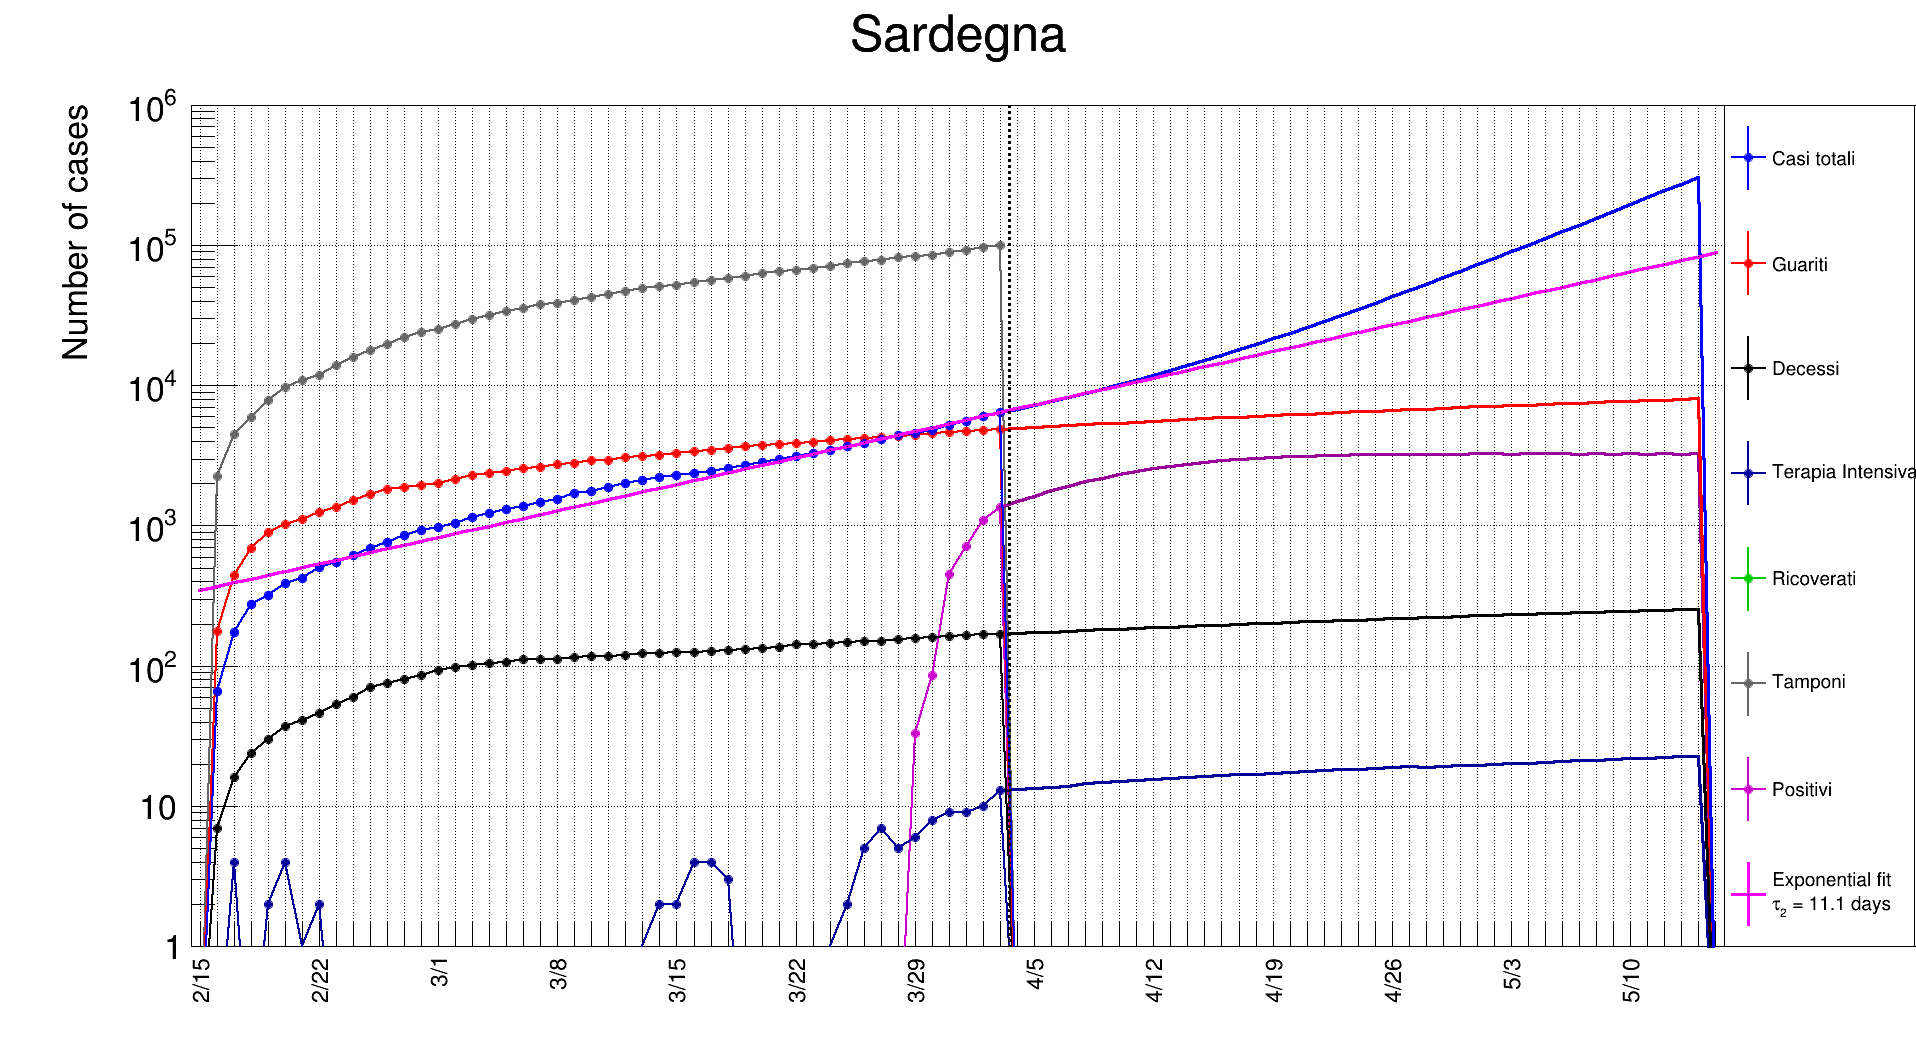 Sardegna
Number of cases
10^6
10^5
10^4
10^3
10^2
10
1
2/15 2/22 3/1 3/8 3/15 3/22 3/29 4/5 4/12 4/19 4/26 5/3 5/10
Casi totali
Guariti
Decessi
Terapia Intensiva
Ricoverati
Tamponi
Positivi
Exponential fit
τ₂ = 11.1 days